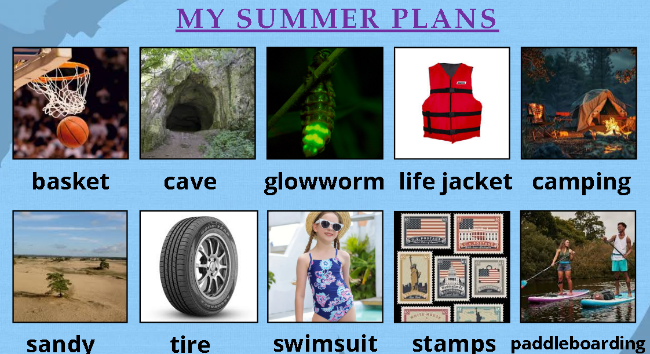 MY SUMMER PLANS
basket cave glowworm life jacket camping
sandy tire swimsuit stamps paddleboarding